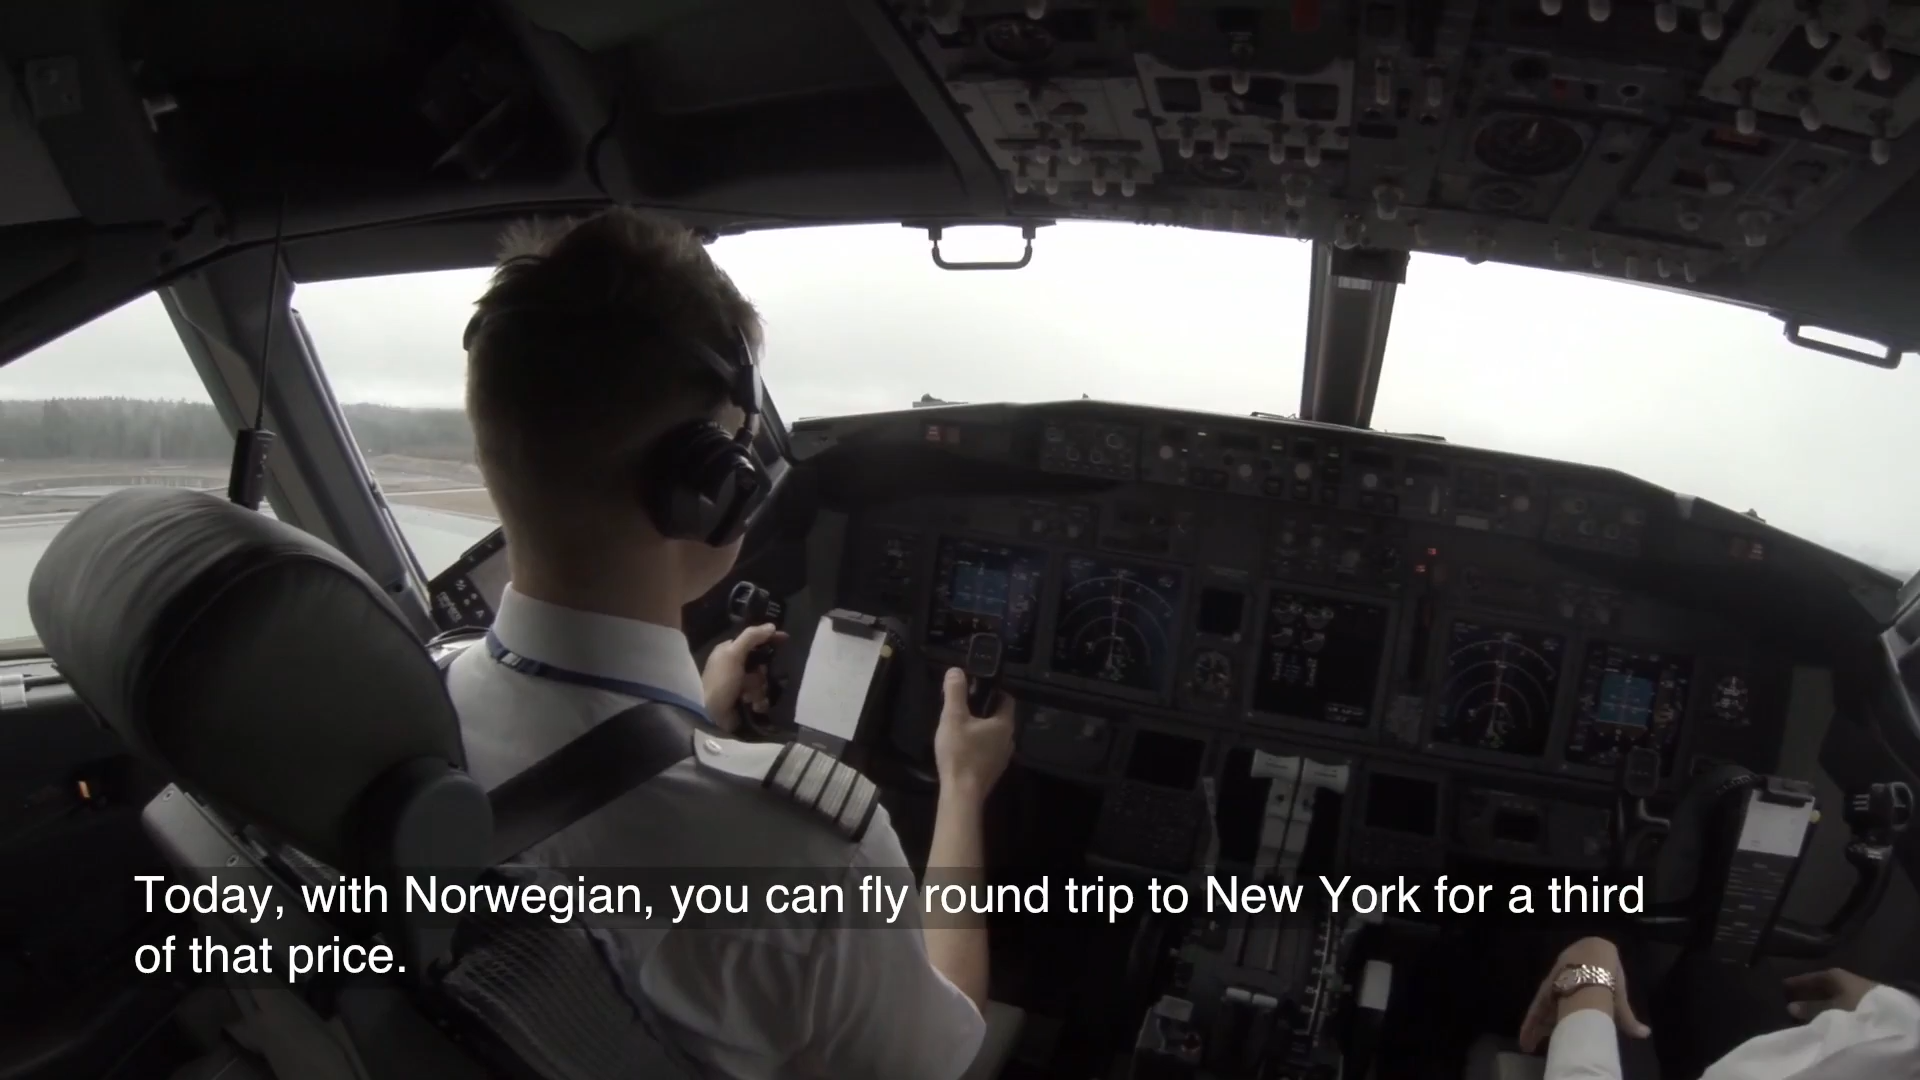 Today, with Norwegian, you can fly round trip to New York for a third
of that price.